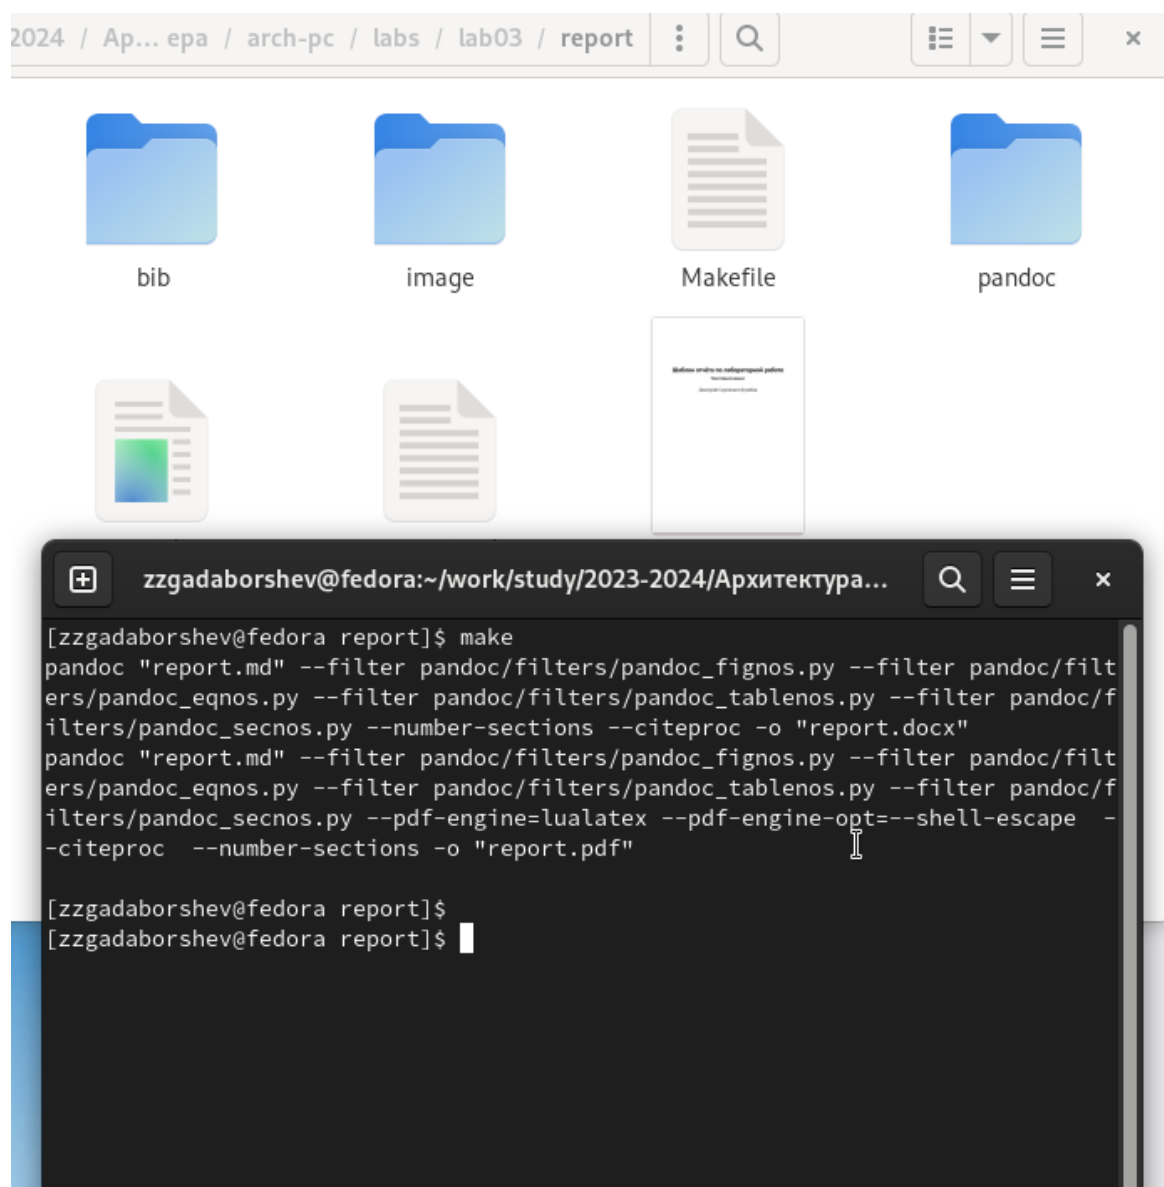 2024 / Ар... ера / arch-pc / labs / lab03 / report
bib
image
Makefile
pandoc
Шаблон отчёта по лабораторной работе
zzgadaborshev@fedora:~/work/study/2023-2024/Архитектура...
[zzgadaborshev@fedora report]$ make
pandoc "report.md" --filter pandoc/filters/pandoc_fignos.py --filter pandoc/filt
ers/pandoc_eqnos.py --filter pandoc/filters/pandoc_tablenos.py --filter pandoc/f
ilters/pandoc_secnos.py --number-sections --citeproc -o "report.docx"
pandoc "report.md" --filter pandoc/filters/pandoc_fignos.py --filter pandoc/filt
ers/pandoc_eqnos.py --filter pandoc/filters/pandoc_tablenos.py --filter pandoc/f
ilters/pandoc_secnos.py --pdf-engine=lualatex --pdf-engine-opt=--shell-escape  -
-citeproc  --number-sections -o "report.pdf"
[zzgadaborshev@fedora report]$
[zzgadaborshev@fedora report]$